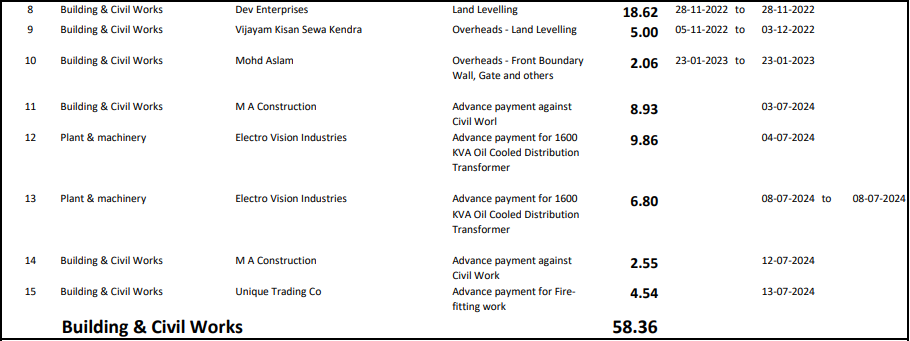 8 Building & Civil Works Dev Enterprises Land Levelling 18.62 28-11-2022 to 28-11-2022
9 Building & Civil Works Vijayam Kisan Sewa Kendra Overheads - Land Levelling 5.00 05-11-2022 to 03-12-2022
10 Building & Civil Works Mohd Aslam Overheads - Front Boundary 2.06 23-01-2023 to 23-01-2023
Wall, Gate and others
11 Building & Civil Works M A Construction Advance payment against 8.93 03-07-2024
Civil Worl
12 Plant & machinery Electro Vision Industries Advance payment for 1600 9.86 04-07-2024
KVA Oil Cooled Distribution
Transformer
13 Plant & machinery Electro Vision Industries Advance payment for 1600 6.80 08-07-2024 to 08-07-2024
KVA Oil Cooled Distribution
Transformer
14 Building & Civil Works M A Construction Advance payment against 2.55 12-07-2024
Civil Work
15 Building & Civil Works Unique Trading Co Advance payment for Fire- 4.54 13-07-2024
fitting work
Building & Civil Works 58.36